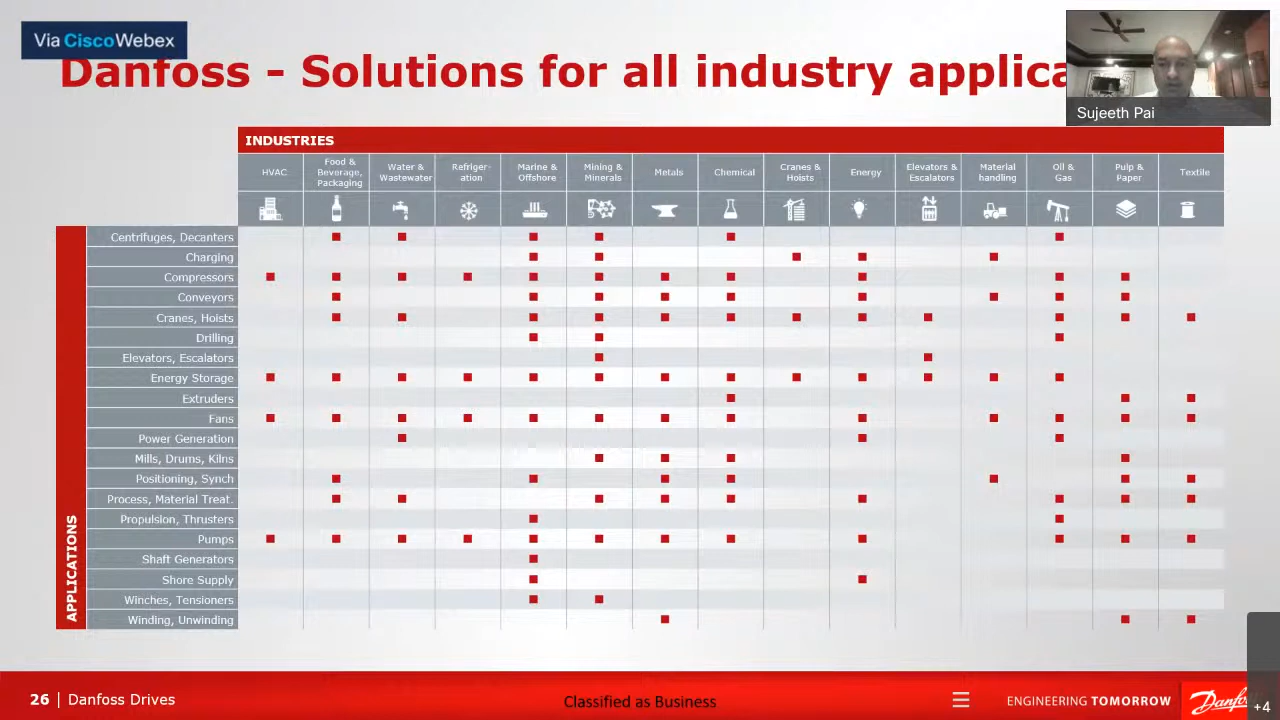 Via CiscoWebex
Danfoss - Solutions for all industry applica
Sujeeth Pai
INDUSTRIES
HVAC
Food &
Beverage,
Packaging
Water &
Wastewater
Refriger-
ation
Marine &
Offshore
Mining &
Minerals
Metals
Chemical
Cranes &
Hoists
Energy
Elevators &
Escalators
Material
handling
Oil &
Gas
Pulp &
Paper
Textile
APPLICATIONS
Centrifuges, Decanters
Charging
Compressors
Conveyors
Cranes, Hoists
Drilling
Elevators, Escalators
Energy Storage
Extruders
Fans
Power Generation
Mills, Drums, Kilns
Positioning, Synch
Process, Material Treat.
Propulsion, Thrusters
Pumps
Shaft Generators
Shore Supply
Winches, Tensioners
Winding, Unwinding
26 | Danfoss Drives
Classified as Business
ENGINEERING TOMORROW
Danfoss
+4